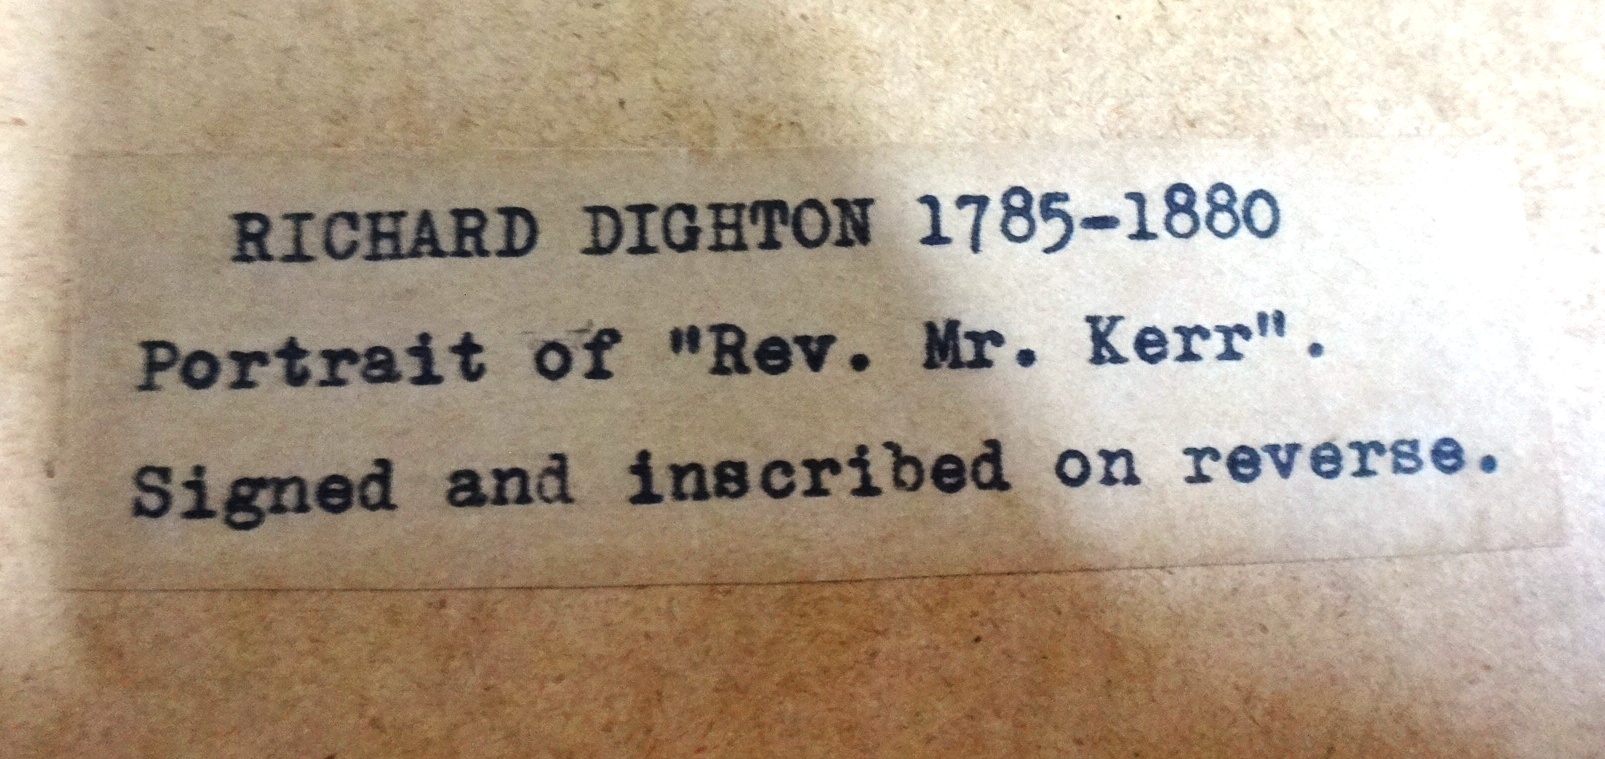 RICHARD DIGHTON 1785-1880
Portrait of "Rev. Mr. Kerr".
Signed and inscribed on reverse.